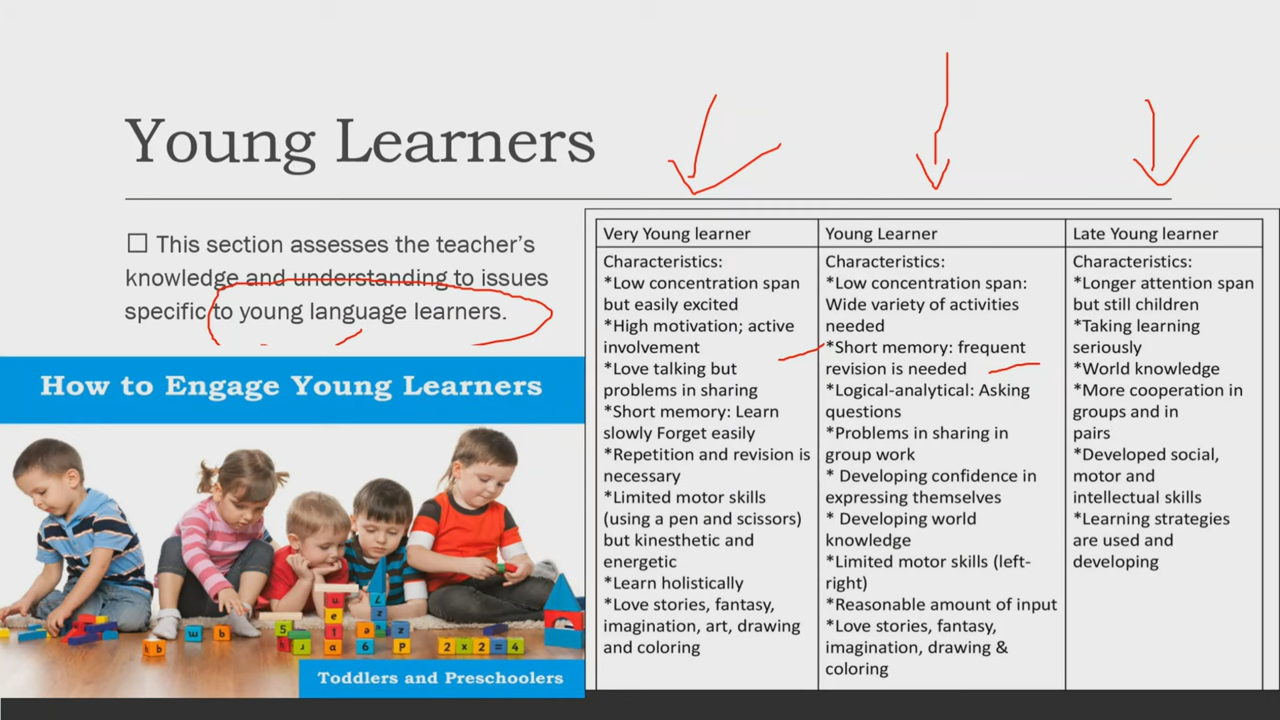 Young Learners
☐ This section assesses the teacher's
knowledge and understanding to issues
specific to young language learners.
How to Engage Young Learners
w
b
h
b
5
u
e
i
a
r
a
6
7
z
z
P
2 x 2 = 4
Toddlers and Preschoolers
Very Young learner
Characteristics:
*Low concentration span
but easily excited
*High motivation; active
involvement
*Love talking but
problems in sharing
*Short memory: Learn
slowly Forget easily
*Repetition and revision is
necessary
*Limited motor skills
(using a pen and scissors)
but kinesthetic and
energetic
*Learn holistically
*Love stories, fantasy,
imagination, art, drawing
and coloring
Young Learner
Characteristics:
*Low concentration span:
Wide variety of activities
needed
*Short memory: frequent
revision is needed
*Logical-analytical: Asking
questions
*Problems in sharing in
group work
* Developing confidence in
expressing themselves
* Developing world
knowledge
*Limited motor skills (left-
right)
*Reasonable amount of input
*Love stories, fantasy,
imagination, drawing &
coloring
Late Young learner
Characteristics:
*Longer attention span
but still children
*Taking learning
seriously
*World knowledge
*More cooperation in
groups and in
pairs
*Developed social,
motor and
intellectual skills
*Learning strategies
are used and
developing